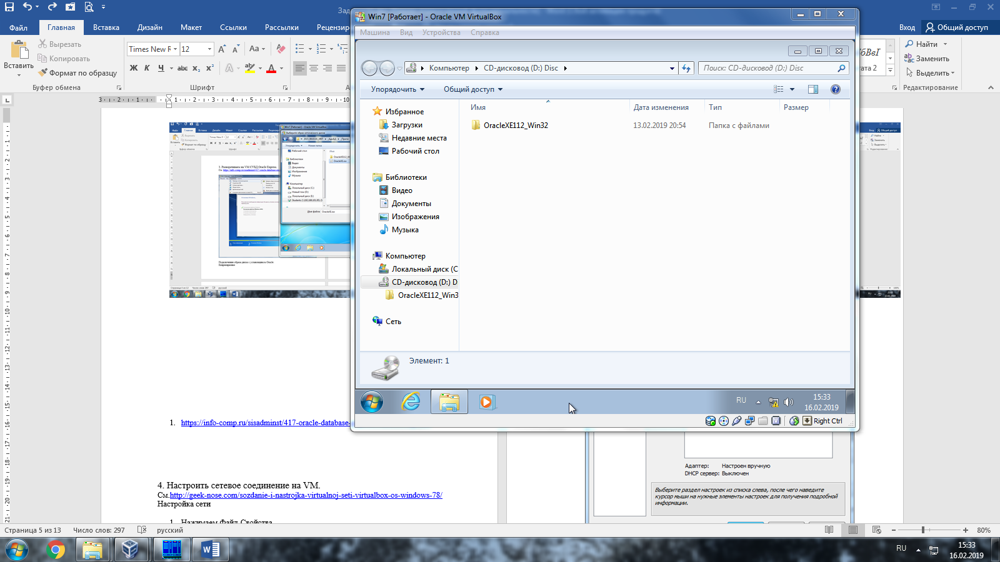 Зад
Файл
Главная
Вставка
Дизайн
Макет
Ссылки
Рассылки
Рецензир
Вход
Общий доступ
Вставить
Вырезать
Копировать
Формат по образцу
Буфер обмена
Times New R
12
Ж К Ч abc x₂ x²
Шрифт
Найти
Заменить
Выделить
Редактирование
Win7 [Работает] - Oracle VM VirtualBox
Машина Вид Устройства Справка
Компьютер CD-дисковод (D:) Disc
Поиск: CD-дисковод (D:) Disc
Упорядочить Общий доступ
Имя Дата изменения Тип Размер
OracleXE112_Win32 13.02.2019 20:54 Папка с файлами
Избранное
Загрузки
Недавние места
Рабочий стол
Библиотеки
Видео
Документы
Изображения
Музыка
Компьютер
Локальный диск (C
CD-дисковод (D:) D
OracleXE112_Win3
Сеть
Элемент: 1
RU
15:33
16.02.2019
Right Ctrl
1. https://info-comp.ru/sisadminst/417-oracle-database-
4. Настроить сетевое соединение на VM.
См.http://geek-nose.com/sozdanie-i-nastrojka-virtualnoj-seti-virtualbox-os-windows-78/
Настройка сети
1. Нажимаем Файл Свойства
Адаптер: Настроен вручную
DHCP сервер: Выключен
Выберите раздел настроек из списка слева, после чего наведите
курсор мыши на нужные элементы настроек для получения подробной
информации.
Страница 5 из 13
Число слов: 297
русский
80%
RU
15:33
16.02.2019